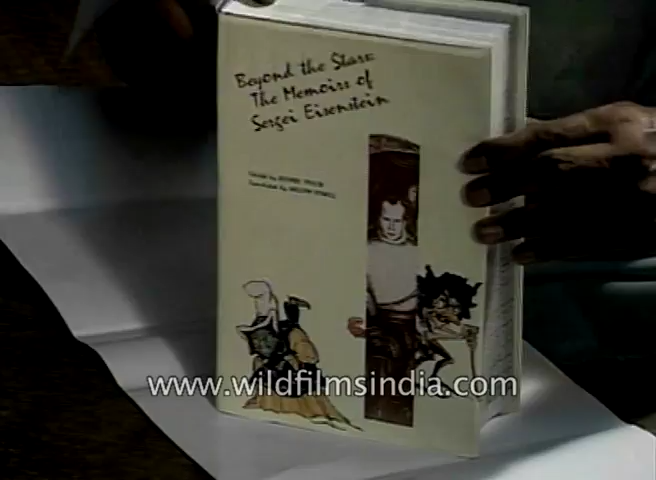 Beyond the Stars:
The Memoirs of
Sergei Eisenstein
www.wildfilmsindia.com